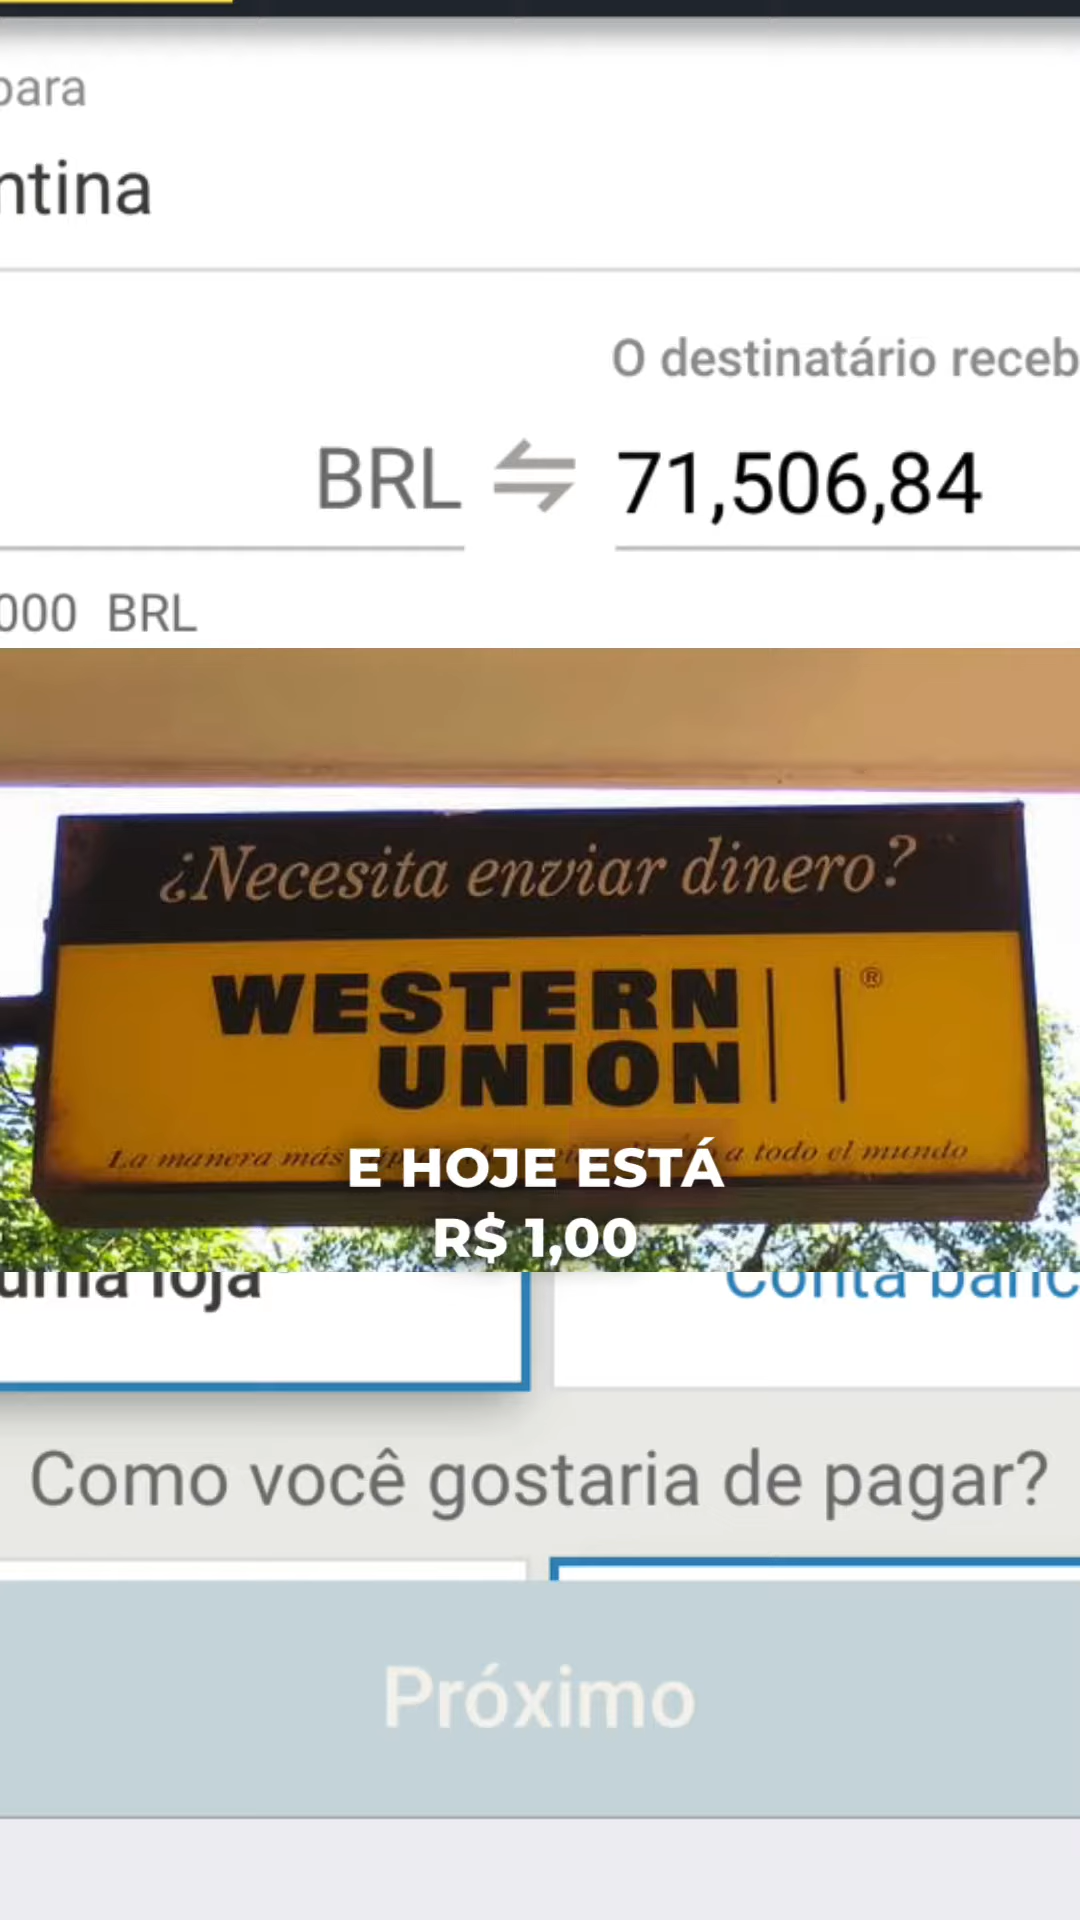 para
ntina
O destinatário receb
BRL ⇋ 71,506,84
000 BRL
¿Necesita enviar dinero?
WESTERN
UNION ®
La manera más a todo el mundo
E HOJE ESTÁ
R$ 1,00
uma loja
Conta banc
Como você gostaria de pagar?
Próximo